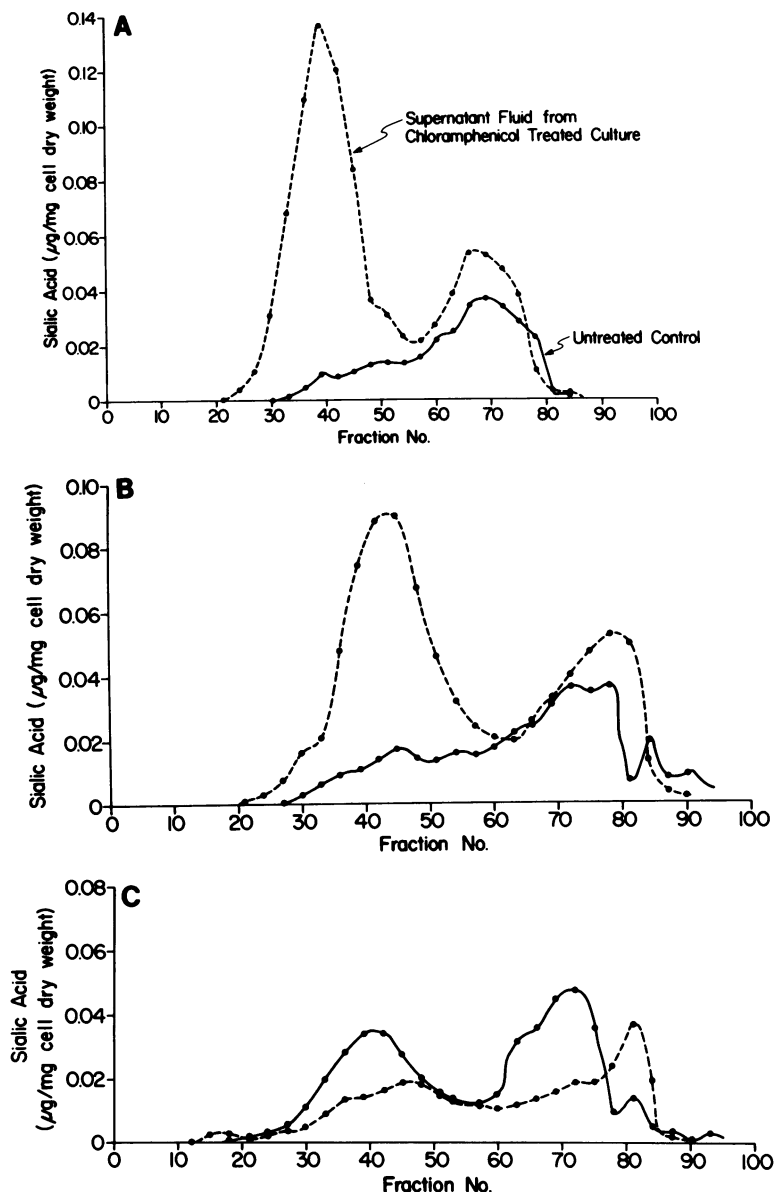 A
0.14
0.12
0.10
0.08
0.06
0.04
0.02
0
Sialic Acid (μg/mg cell dry weight)
Supernatant Fluid from
Chloramphenicol Treated Culture
Untreated Control
0 10 20 30 40 50 60 70 80 90 100
Fraction No.
B
0.10
0.08
0.06
0.04
0.02
0
Sialic Acid (μg/mg cell dry weight)
0 10 20 30 40 50 60 70 80 90 100
Fraction No.
C
0.08
0.06
0.04
0.02
0
Sialic Acid
(μg/mg cell dry weight)
0 10 20 30 40 50 60 70 80 90 100
Fraction No.